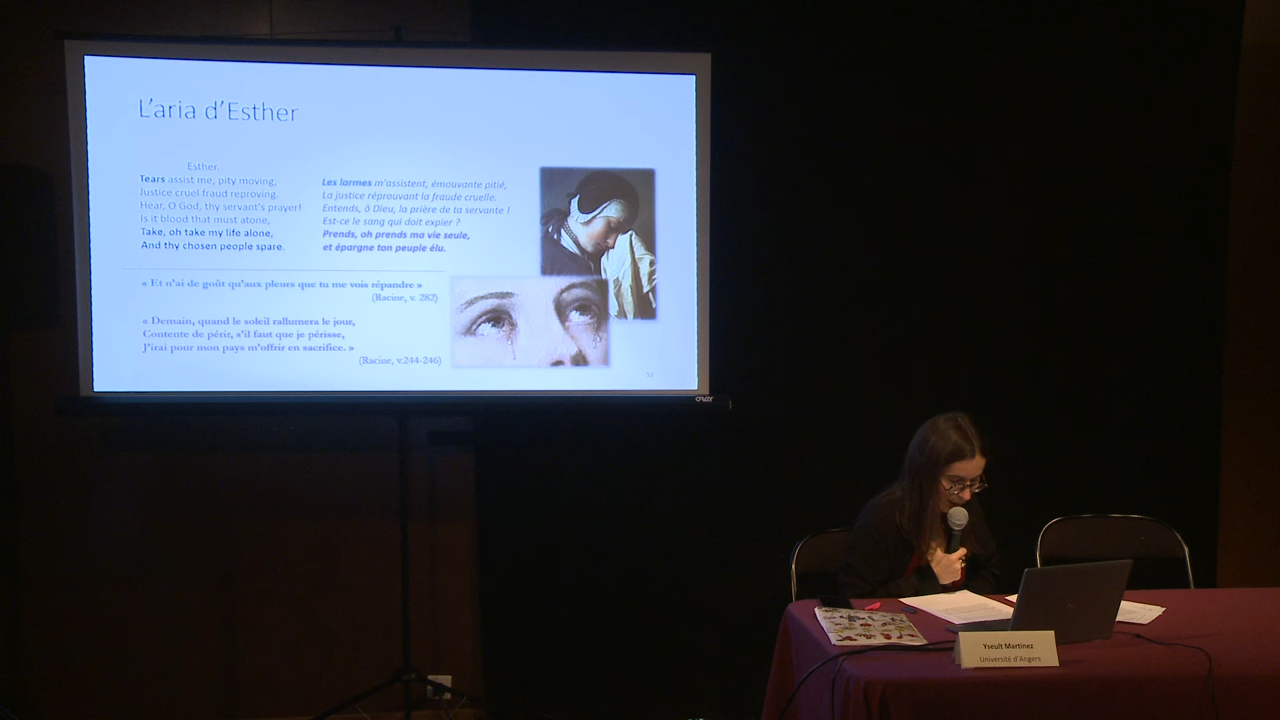 L'aria d'Esther
Esther.
Tears assist me, pity moving,
Justice cruel fraud reproving.
Hear, O God, thy servant's prayer!
Is it blood that must atone,
Take, oh take my life alone,
And thy chosen people spare.
Les larmes m'assistent, émouvante pitié,
La justice réprouvant la fraude cruelle.
Entends, ô Dieu, la prière de ta servante !
Est-ce le sang qui doit expier ?
Prends, oh prends ma vie seule,
et épargne ton peuple élu.
« Et n'ai de goût qu'aux pleurs que tu me vois répandre »
(Racine, v. 282)
« Demain, quand le soleil rallumera le jour,
Contente de périr, s'il faut que je périsse,
J'irai pour mon pays m'offrir en sacrifice. »
(Racine, v.244-246)
ORAY
Yseult Martinez
Université d'Angers